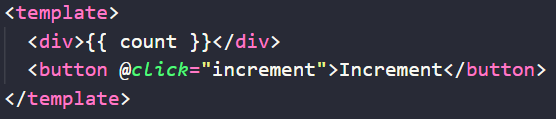 <template>
  <div>{{ count }}</div>
  <button @click="increment">Increment</button>
</template>